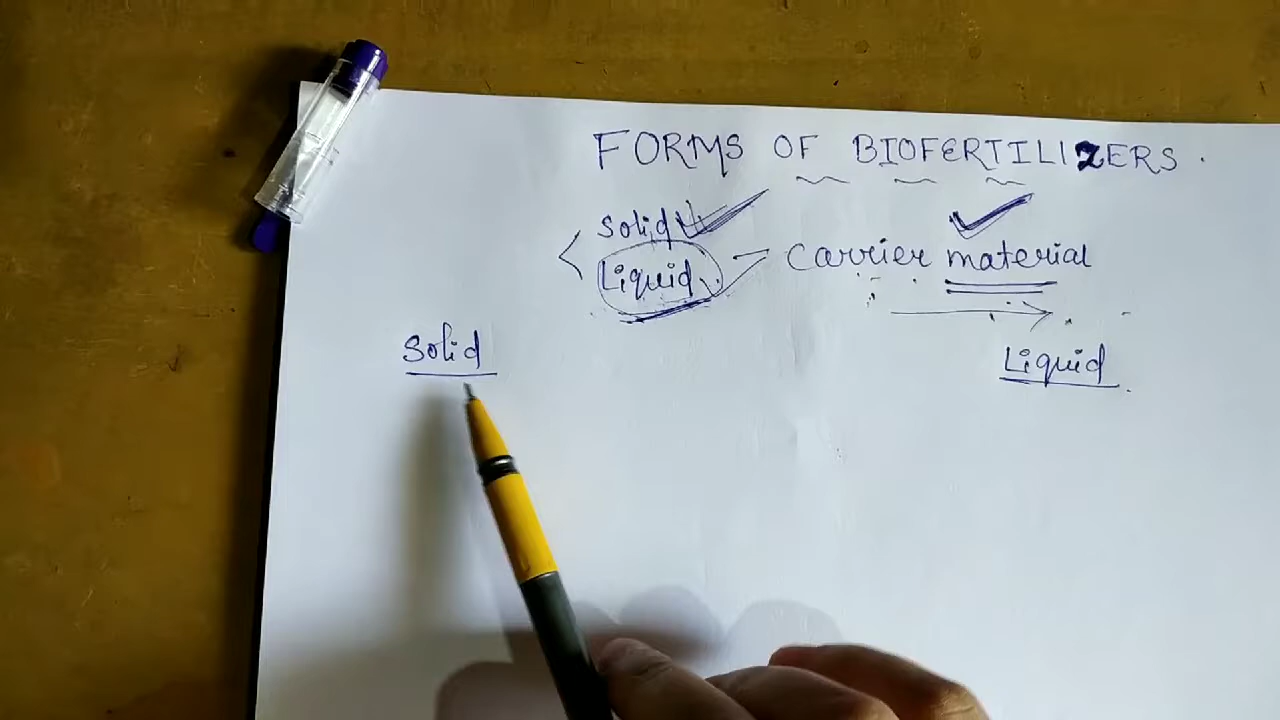 FORMS OF BIOFERTILIZERS.
Solid
Liquid
Carrier material
Solid
Liquid